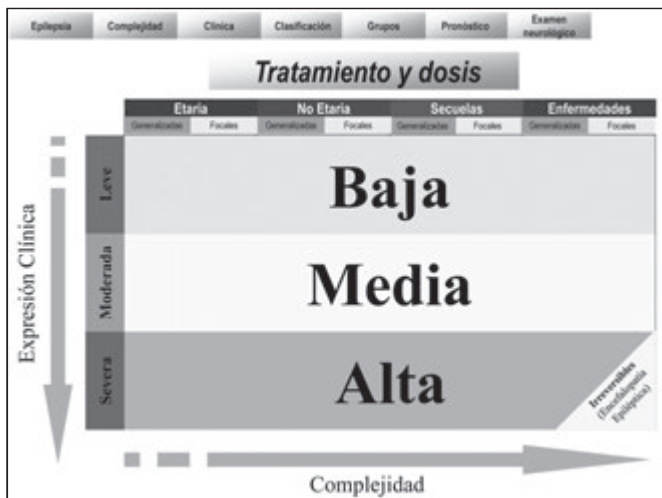 Epilepsia Complejidad Clínica Clasificación Grupos Pronóstico Examen
neurológico
Tratamiento y dosis
Etaria No Etaria Secuelas Enfermedades
Generalizadas Focales Generalizadas Focales Generalizadas Focales Generalizadas Focales
Expresión Clínica
Leve
Baja
Moderada
Media
Severa
Alta
Irreversibles
(Encefalopatía
Epiléptica)
Complejidad